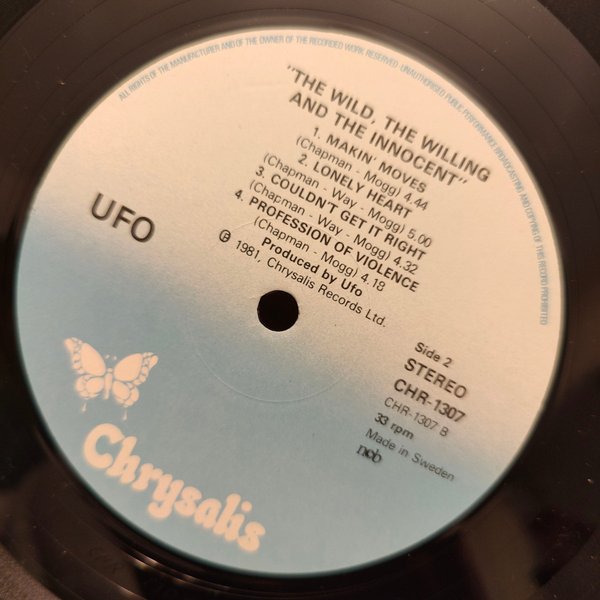 ALL RIGHTS OF THE MANUFACTURER AND OF THE OWNER OF THE RECORDED WORK RESERVED. UNAUTHORISED PUBLIC PERFORMANCE BROADCASTING AND COPYING OF THIS RECORD PROHIBITED
"THE WILD, THE WILLING
AND THE INNOCENT"
1. MAKIN' MOVES
(Chapman - Mogg) 4.44
2. LONELY HEART
(Chapman - Way - Mogg) 5.00
3. COULDN'T GET IT RIGHT
(Chapman - Way - Mogg) 4.32
4. PROFESSION OF VIOLENCE
(Chapman - Mogg) 4.18
Produced by Ufo
℗ 1981, Chrysalis Records Ltd.
UFO
Side 2
STEREO
CHR-1307
CHR-1307 B
33 rpm
Made in Sweden
ncb
Chrysalis